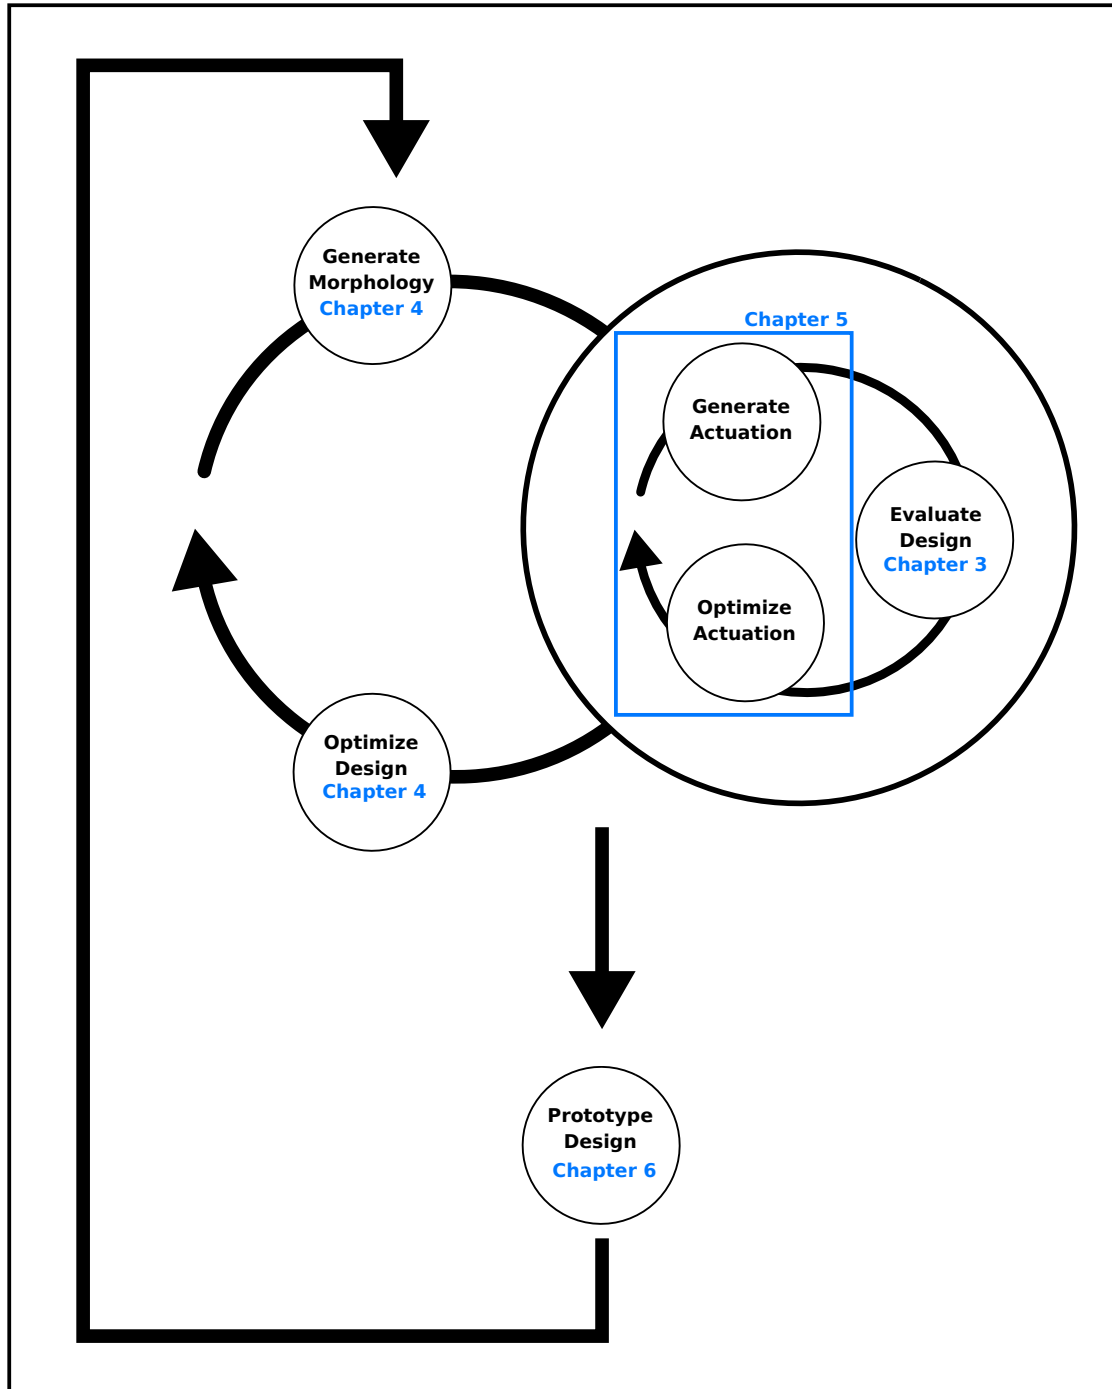 Generate
Morphology
Chapter 4
Chapter 5
Generate
Actuation
Evaluate
Design
Chapter 3
Optimize
Actuation
Optimize
Design
Chapter 4
Prototype
Design
Chapter 6